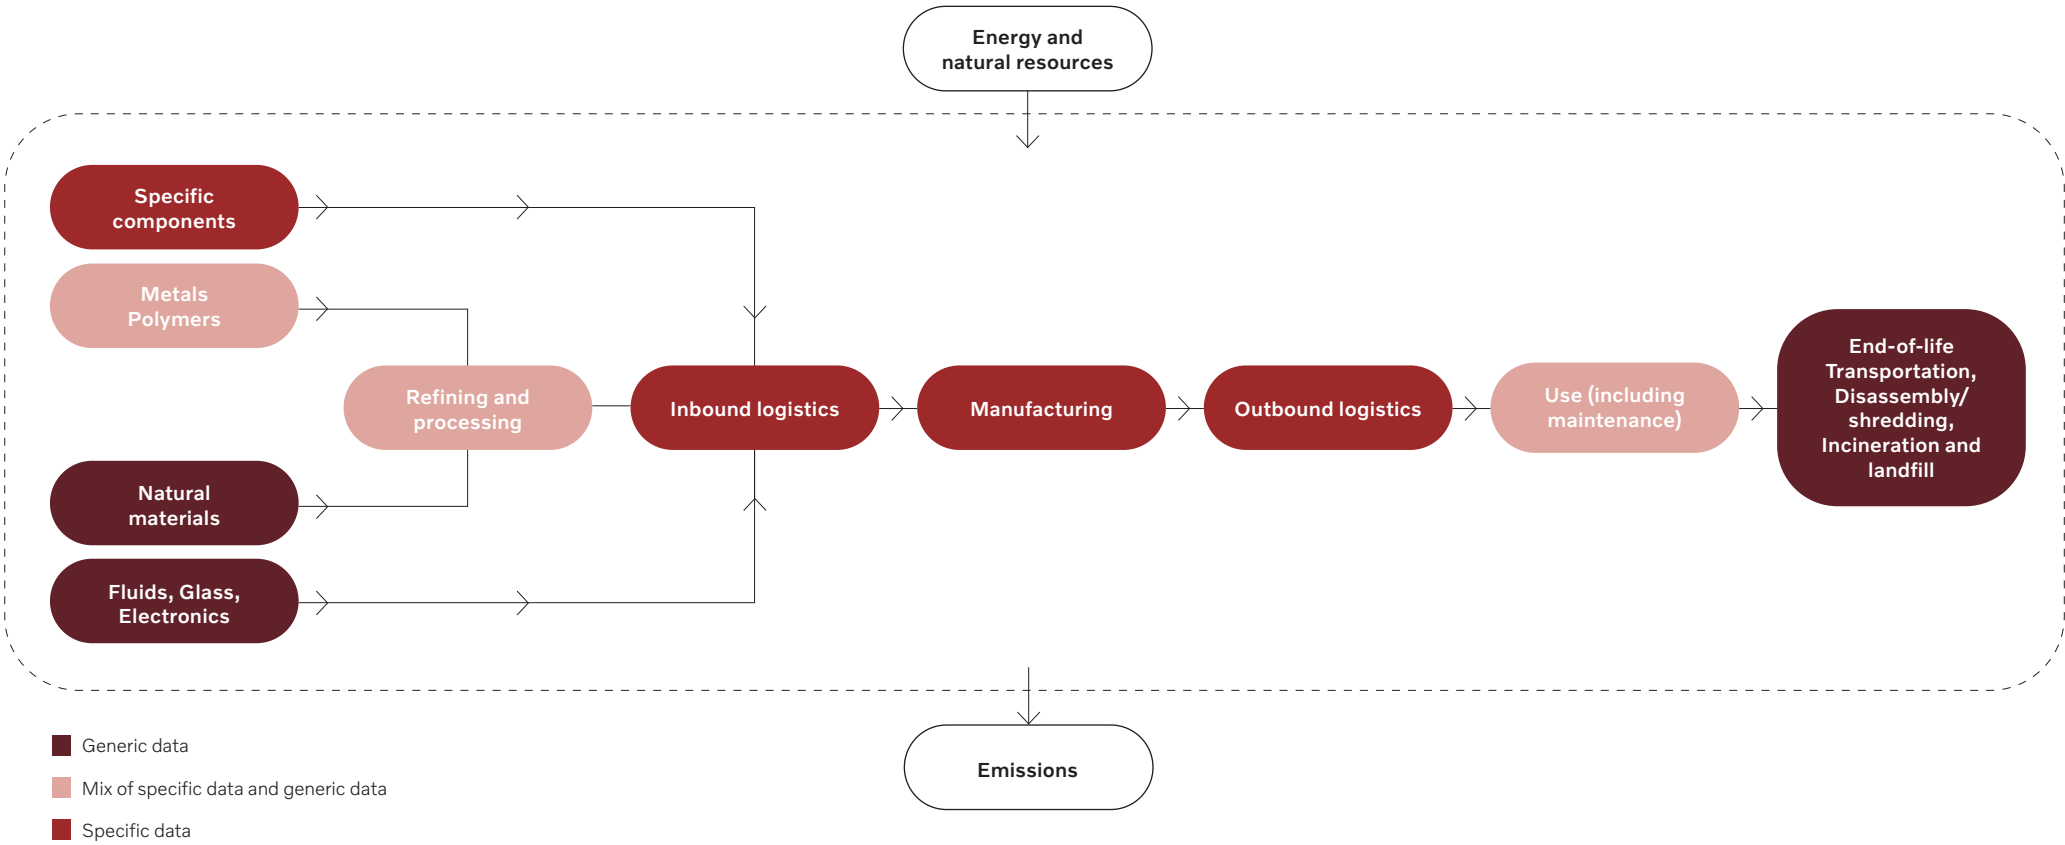 Energy and
natural resources
Specific
components
Metals
Polymers
Refining and
processing
Natural
materials
Fluids, Glass,
Electronics
Inbound logistics
Manufacturing
Outbound logistics
Use (including
maintenance)
End-of-life
Transportation,
Disassembly/
shredding,
Incineration and
landfill
Emissions
Generic data
Mix of specific data and generic data
Specific data